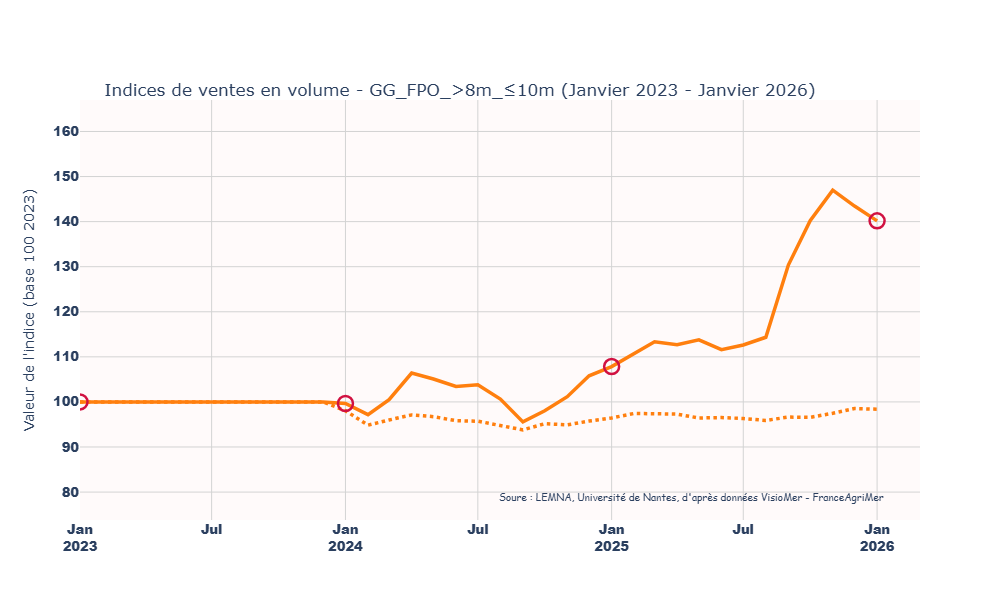 Indices de ventes en volume - GG_FPO_>8m_≤10m (Janvier 2023 - Janvier 2026)
Valeur de l'indice (base 100 2023)
160
150
140
130
120
110
100
90
80
Soure : LEMNA, Université de Nantes, d'après données VisioMer - FranceAgriMer
Jan Jul Jan Jul Jan Jul Jan
2023 2024 2025 2026